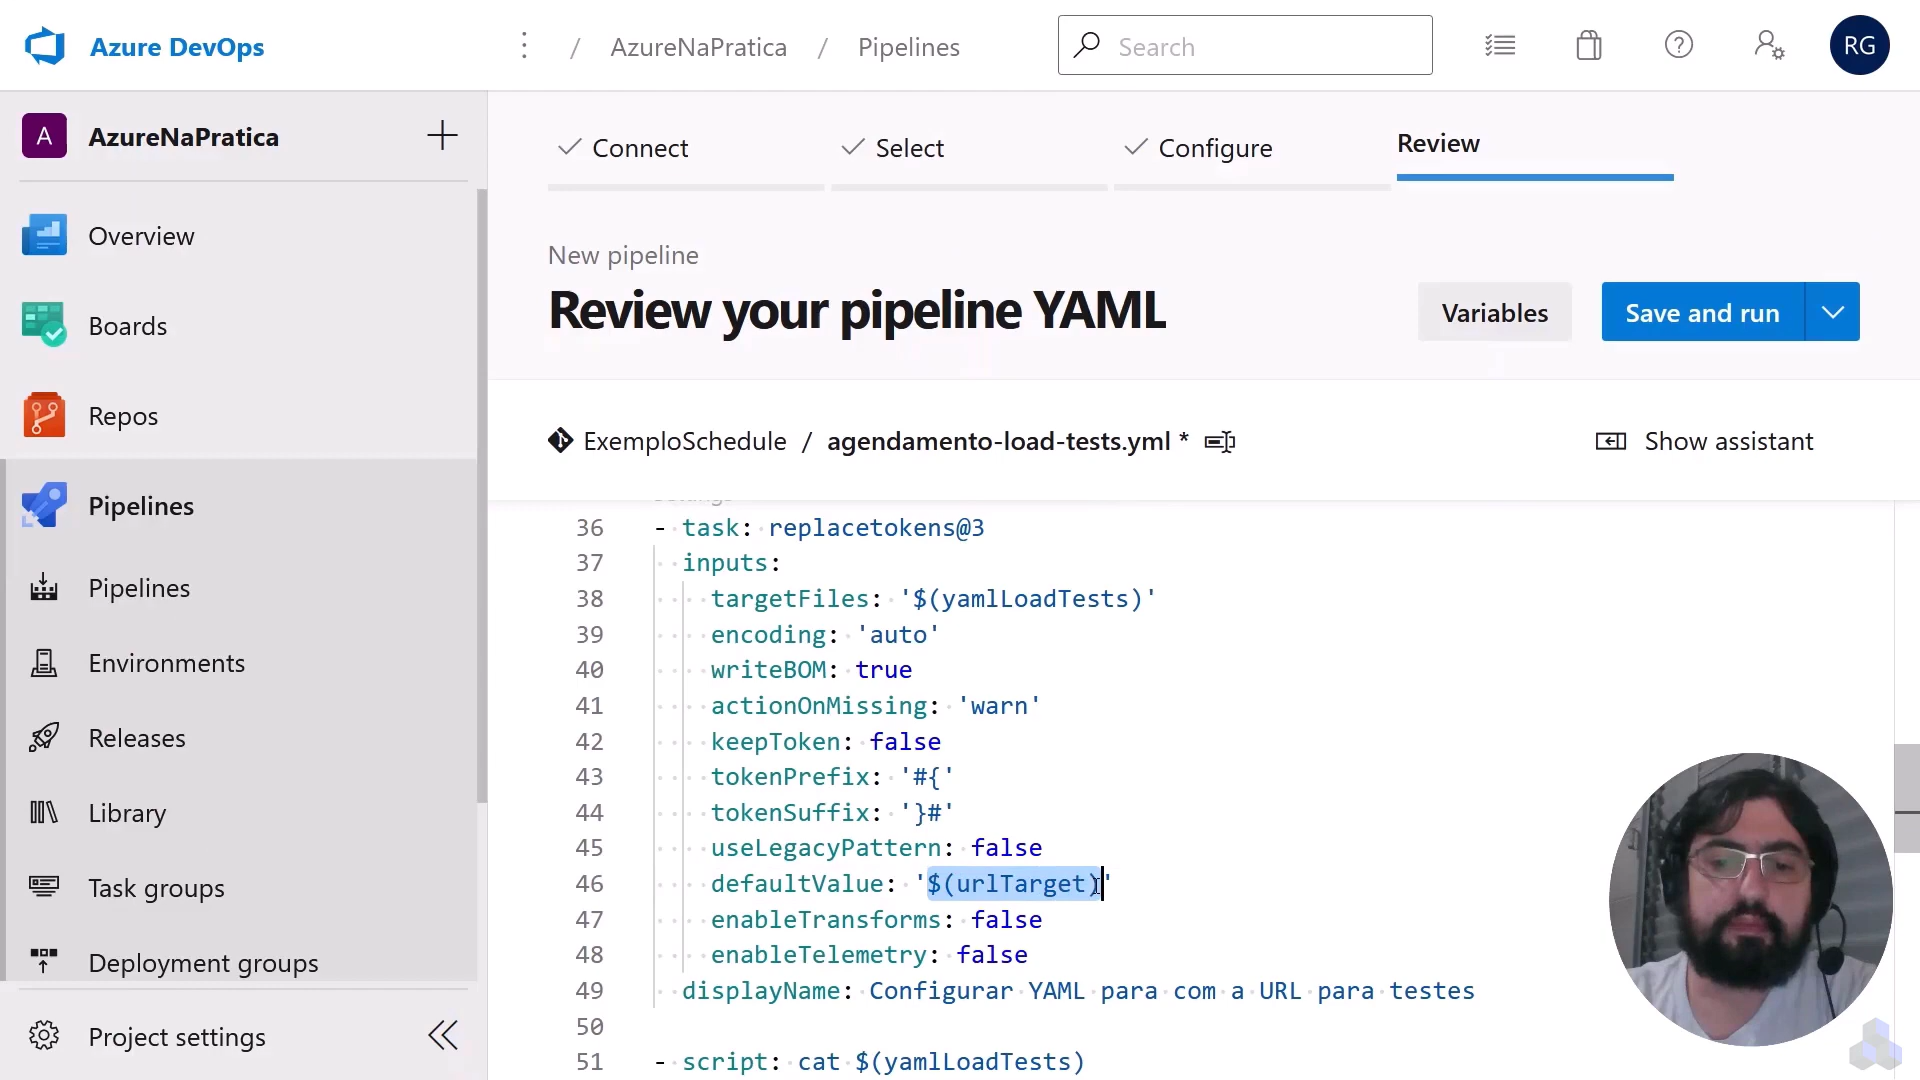 Azure DevOps
/ AzureNaPratica / Pipelines
Search
RG
A AzureNaPratica
Overview
Boards
Repos
Pipelines
Pipelines
Environments
Releases
Library
Task groups
Deployment groups
Project settings
Connect
Select
Configure
Review
New pipeline
Review your pipeline YAML
Variables
Save and run
ExemploSchedule / agendamento-load-tests.yml *
Show assistant
36 - task: replacetokens@3
37 inputs:
38 targetFiles: '$(yamlLoadTests)'
39 encoding: 'auto'
40 writeBOM: true
41 actionOnMissing: 'warn'
42 keepToken: false
43 tokenPrefix: '#{'
44 tokenSuffix: '}#'
45 useLegacyPattern: false
46 defaultValue: '$(urlTarget)'
47 enableTransforms: false
48 enableTelemetry: false
49 displayName: Configurar YAML para com a URL para testes
50
51 - script: cat $(yamlLoadTests)